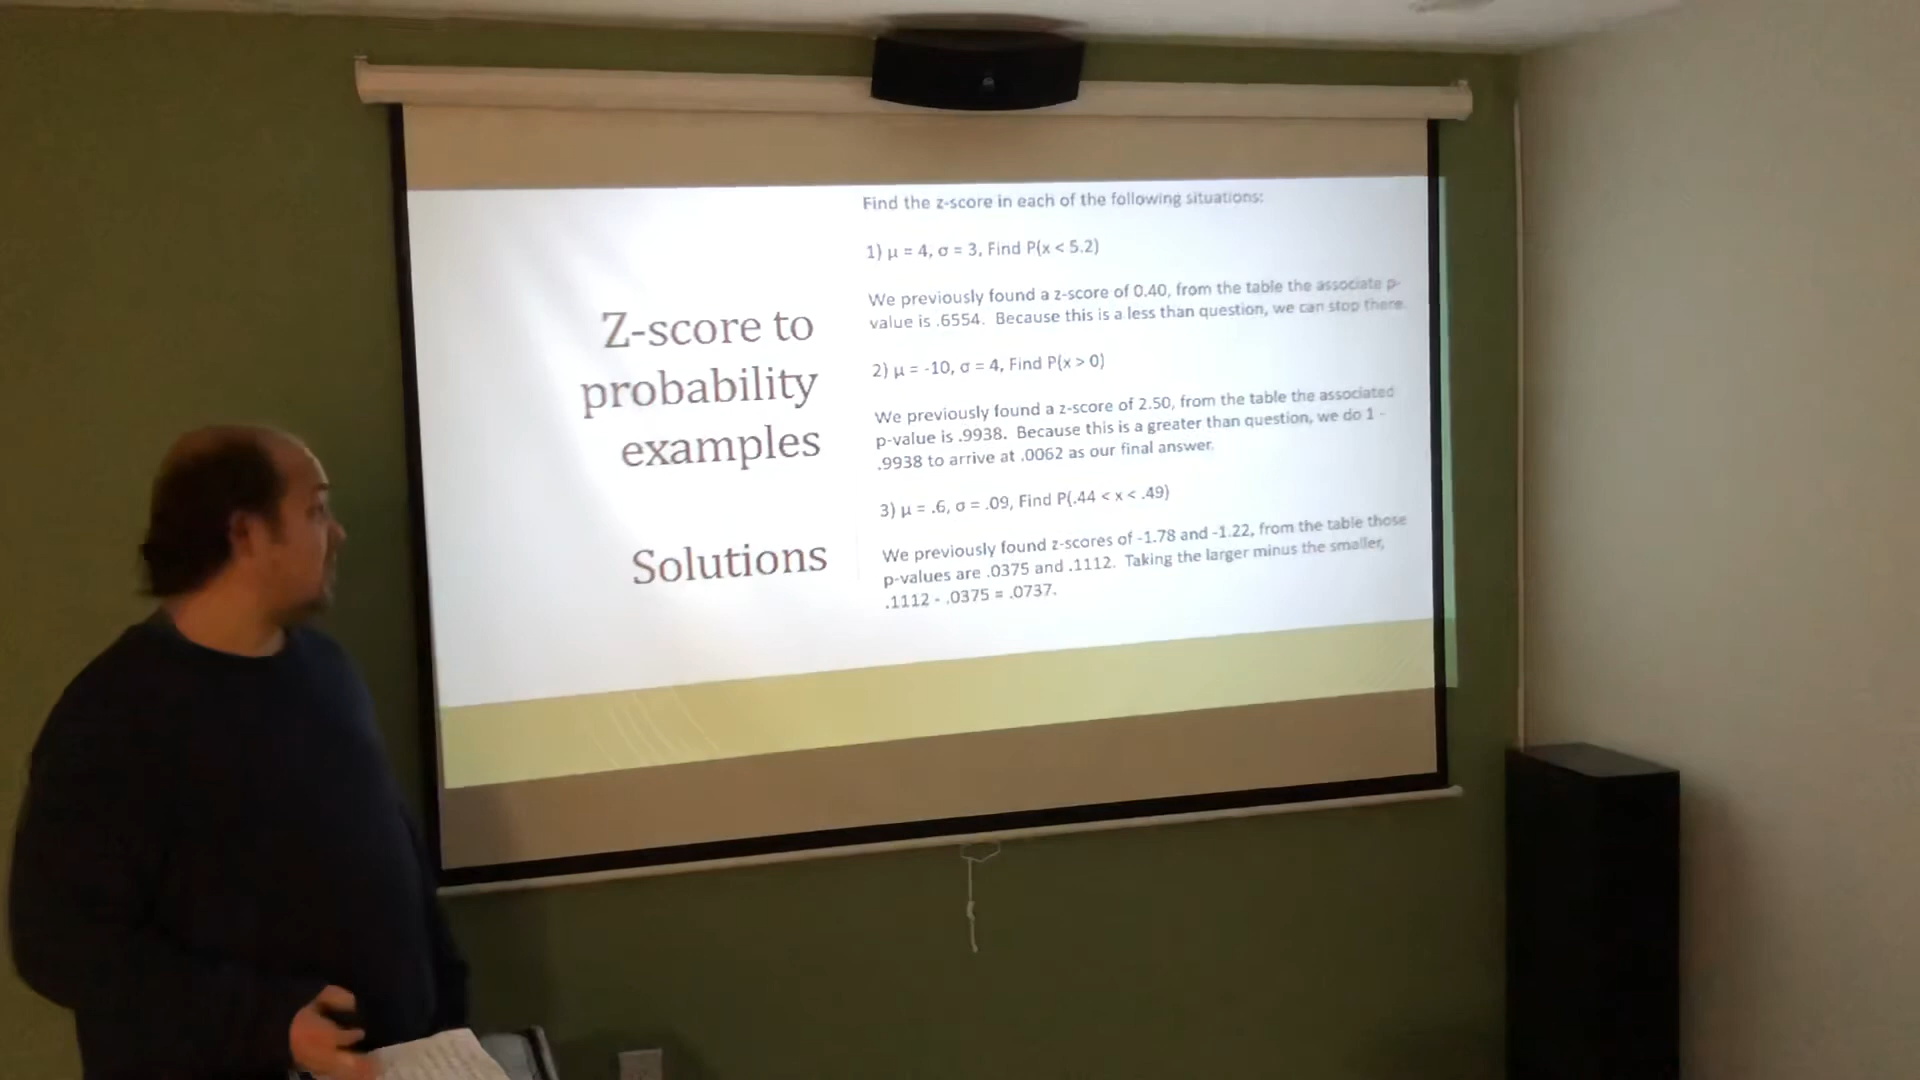 Z-score to
probability
examples
Solutions
Find the z-score in each of the following situations:
1) μ = 4, σ = 3, Find P(x < 5.2)
We previously found a z-score of 0.40, from the table the associate p-
value is .6554. Because this is a less than question, we can stop there.
2) μ = -10, σ = 4, Find P(x > 0)
We previously found a z-score of 2.50, from the table the associated
p-value is .9938. Because this is a greater than question, we do 1 -
.9938 to arrive at .0062 as our final answer.
3) μ = .6, σ = .09, Find P(.44 < x < .49)
We previously found z-scores of -1.78 and -1.22, from the table those
p-values are .0375 and .1112. Taking the larger minus the smaller,
.1112 - .0375 = .0737.